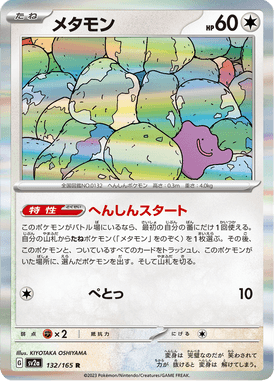 たね
メタモン
HP60
全国図鑑NO.0132 へんしんポケモン 高さ:0.3m 重さ:4.0kg
特性 へんしんスタート
このポケモンがバトル場にいるなら、最初の自分の番にだけ1回使える。
自分の山札からたねポケモン(「メタモン」をのぞく)を1枚選ぶ。その後、
このポケモンと、ついているすべてのカードをトラッシュし、このポケモンが
いた場所に、選んだポケモンを出す。そして山札を切る。
ぺとっ 10
弱点 ×2 抵抗力 にげる
Illus. KIYOTAKA OSHIYAMA
sv2a 132/165 R
©2023 Pokémon/Nintendo/Creatures/GAME FREAK.